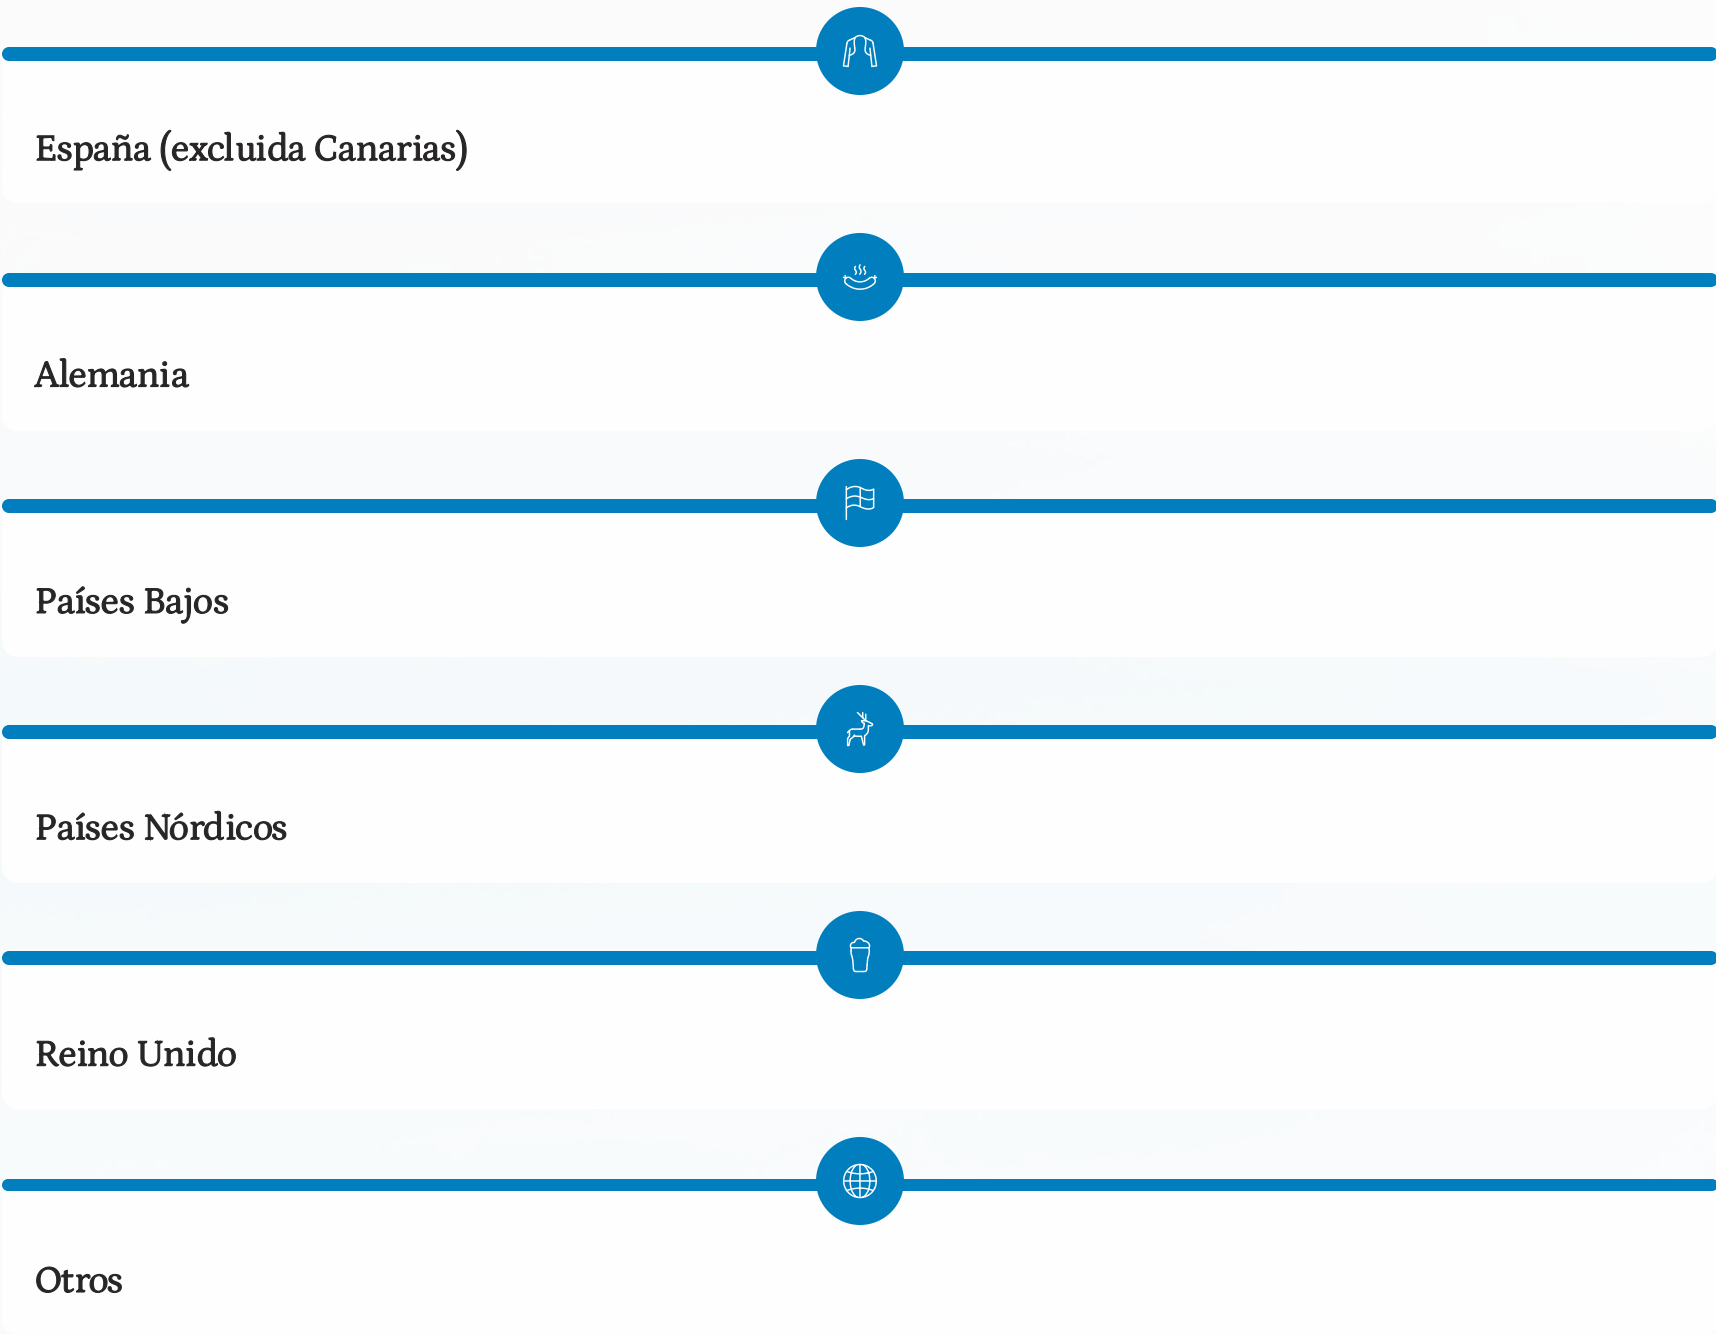 España (excluida Canarias)
Alemania
Países Bajos
Países Nórdicos
Reino Unido
Otros